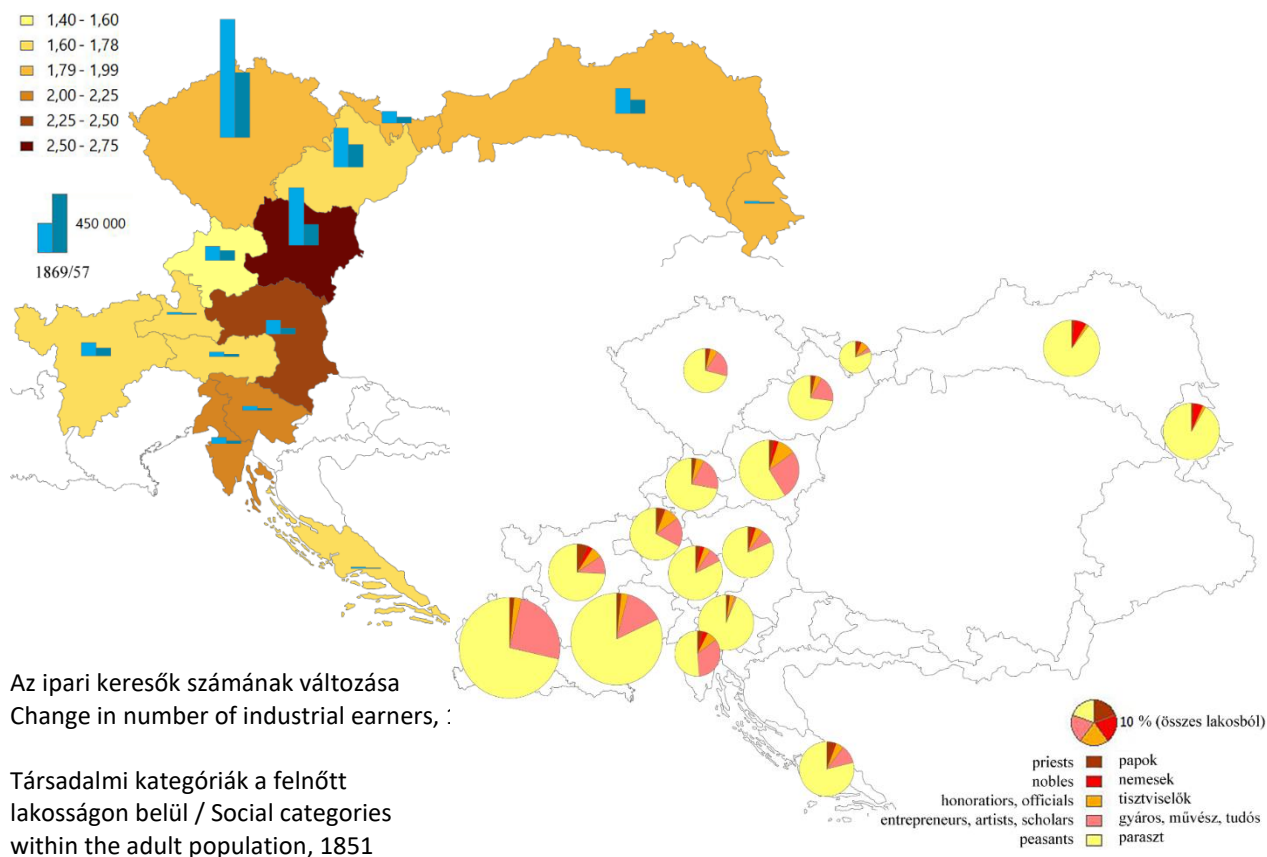 1,40 - 1,60
1,60 - 1,78
1,79 - 1,99
2,00 - 2,25
2,25 - 2,50
2,50 - 2,75
450 000
1869/57
Az ipari keresők számának változása
Change in number of industrial earners,
Társadalmi kategóriák a felnőtt
lakosságon belül / Social categories
within the adult population, 1851
10 % (összes lakosból)
priests papok
nobles nemesek
honoratiors, officials tisztviselők
entrepreneurs, artists, scholars gyáros, művész, tudós
peasants paraszt